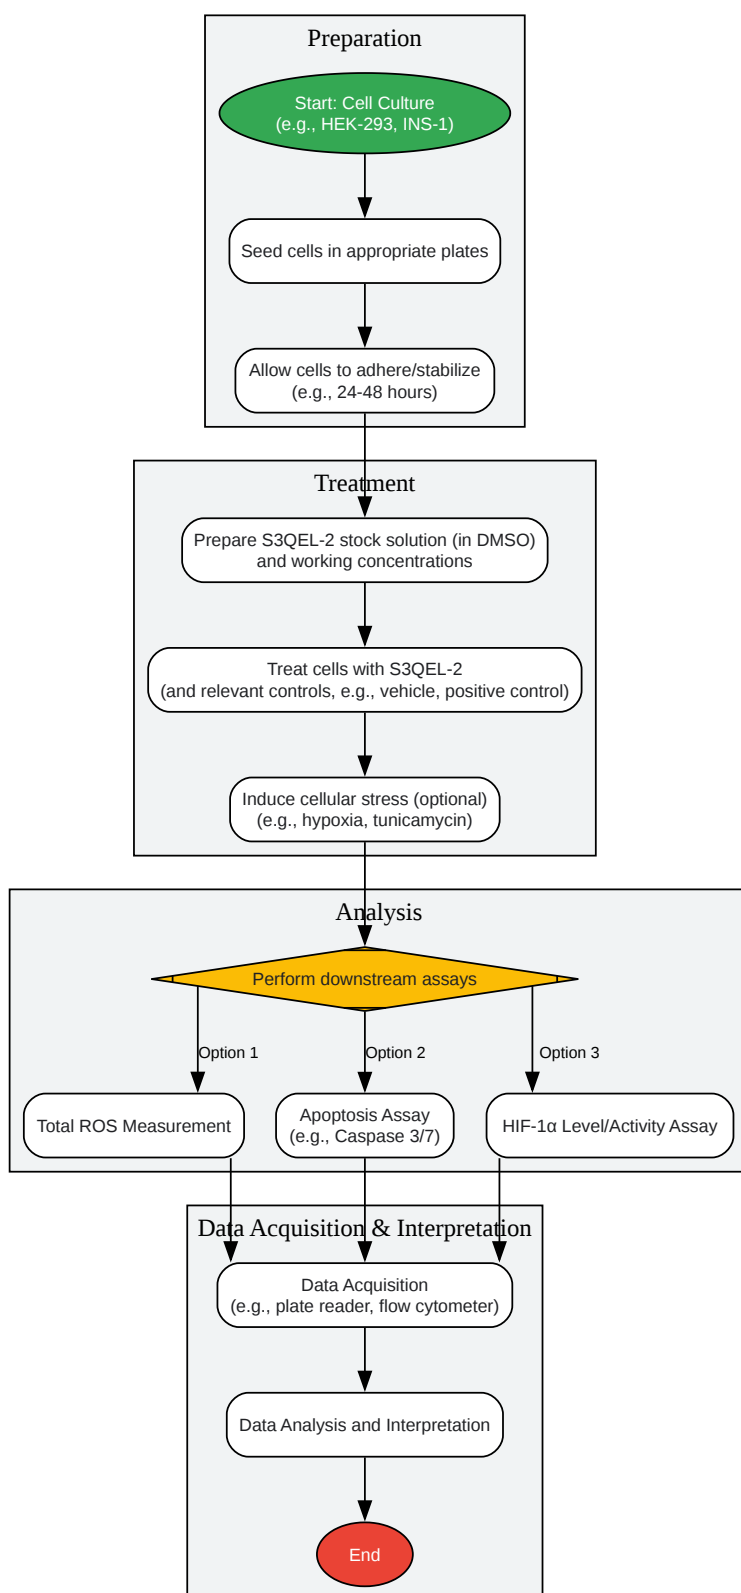 Preparation
Start: Cell Culture
(e.g., HEK-293, INS-1)
Seed cells in appropriate plates
Allow cells to adhere/stabilize
(e.g., 24-48 hours)
Treatment
Prepare S3QEL-2 stock solution (in DMSO)
and working concentrations
Treat cells with S3QEL-2
(and relevant controls, e.g., vehicle, positive control)
Induce cellular stress (optional)
(e.g., hypoxia, tunicamycin)
Analysis
Perform downstream assays
Option 1
Option 2
Option 3
Total ROS Measurement
Apoptosis Assay
(e.g., Caspase 3/7)
HIF-1α Level/Activity Assay
Data Acquisition & Interpretation
Data Acquisition
(e.g., plate reader, flow cytometer)
Data Analysis and Interpretation
End